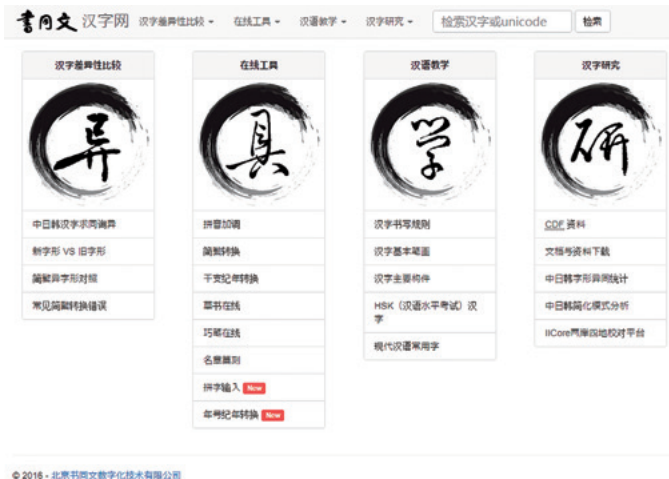 書同文 汉字网 汉字差异性比较 在线工具 汉语教学 汉字研究 检索汉字或unicode 检索
汉字差异性比较
异
中日韩汉字求同询异
新字形 VS 旧字形
简繁异字形对照
常见简繁转换错误
在线工具
具
拼音加调
简繁转换
干支纪年转换
草书在线
巧笔在线
名章篆刻
拼字输入 New
年号纪年转换 New
汉语教学
学
汉字书写规则
汉字基本笔画
汉字主要构件
HSK（汉语水平考试）汉
字
现代汉语常用字
汉字研究
研
CDF 资料
文档与资料下载
中日韩字形异同统计
中日韩简化模式分析
IICore两岸四地校对平台
© 2016 - 北京书同文数字化技术有限公司